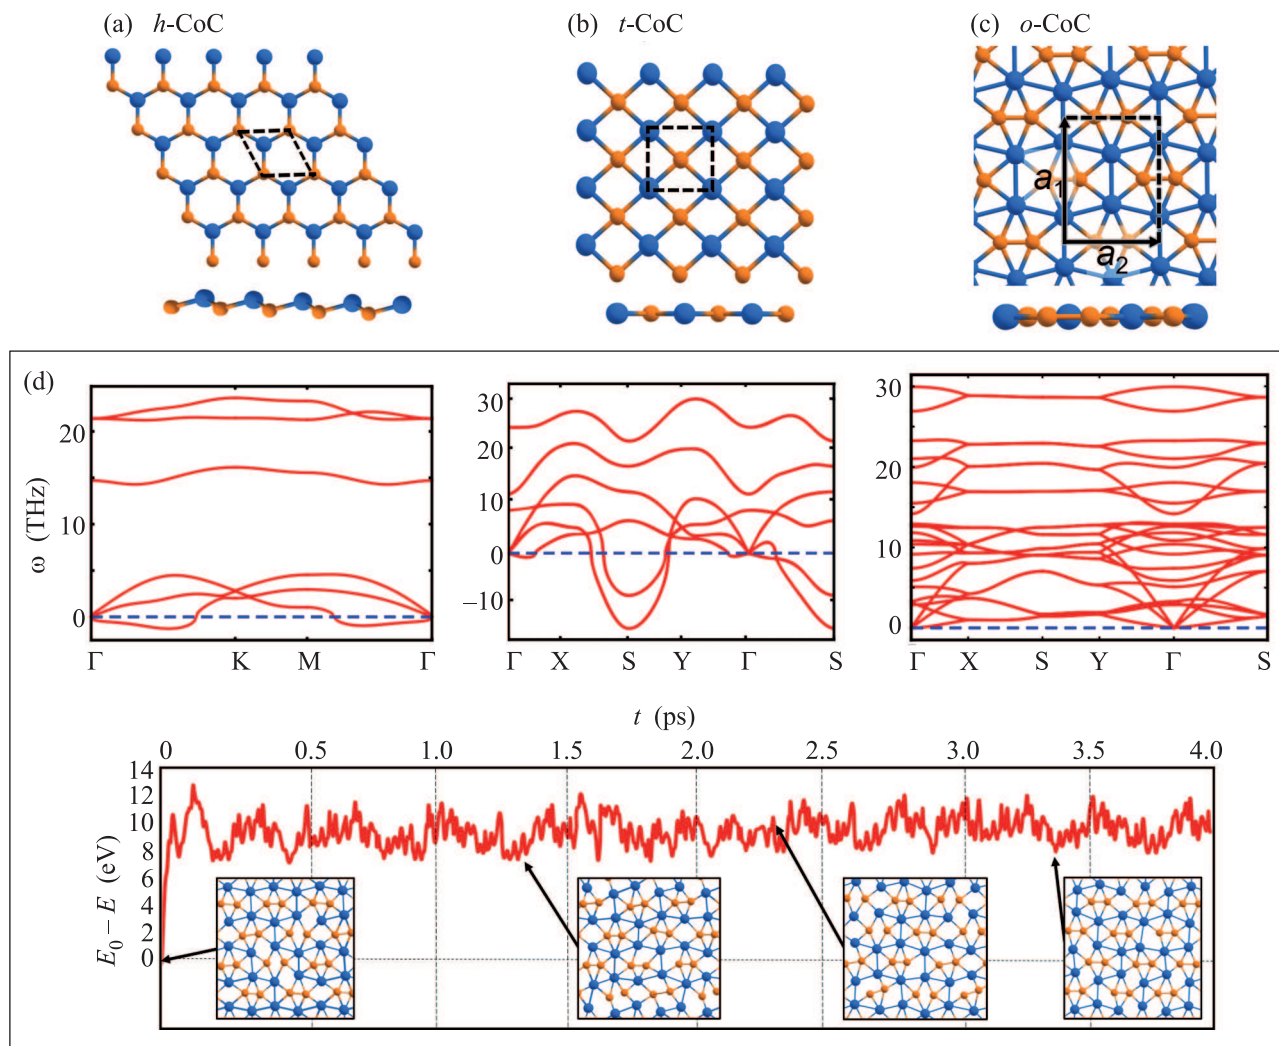 (a) h-CoC
(b) t-CoC
(c) o-CoC
a1
a2
(d)
ω (THz)
20
10
0
Γ K M Γ
30
20
10
0
−10
Γ X S Y Γ S
30
20
10
0
Γ X S Y Γ S
t (ps)
0 0.5 1.0 1.5 2.0 2.5 3.0 3.5 4.0
E0 – E (eV)
14
12
10
8
6
4
2
0